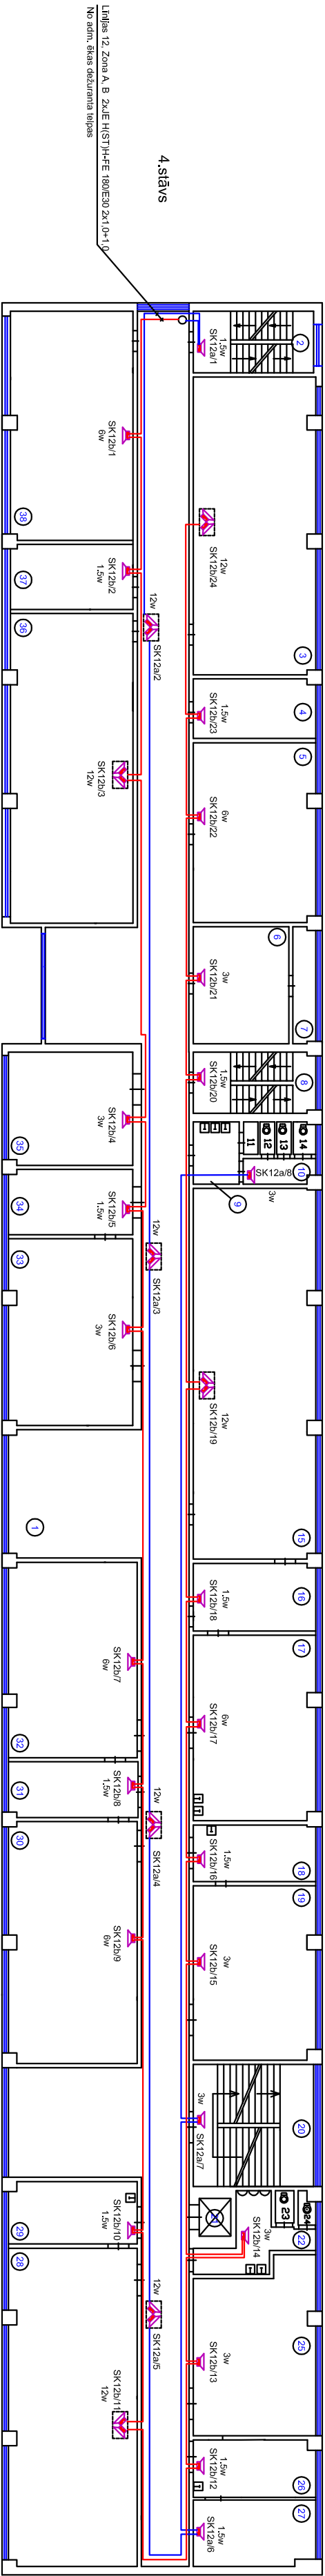 4.stāvs
Līnijas 12, Zona A, B 2xJE H(ST)H-FE 180/E30 2x1,0+1,0
No adm. ēkas dežuranta telpas
2
3
4
5
6
7
8
14
13
12
11
10
9
15
16
17
18
19
20
24
23
22
21
25
26
27
1,5w
SK12a/1
12w
SK12b/24
1,5w
SK12b/23
6w
SK12b/22
3w
SK12b/21
1,5w
SK12b/20
SK12a/8
3w
12w
SK12b/19
1,5w
SK12b/18
6w
SK12b/17
1,5w
SK12b/16
3w
SK12b/15
3w
SK12a/7
3w
SK12b/14
3w
SK12b/13
1,5w
SK12b/12
1,5w
SK12a/6
12w
SK12a/2
12w
SK12a/3
12w
SK12a/4
12w
SK12a/5
SK12b/1
6w
SK12b/2
1,5w
SK12b/3
12w
SK12b/4
3w
SK12b/5
1,5w
SK12b/6
3w
SK12b/7
6w
SK12b/8
1,5w
SK12b/9
6w
SK12b/10
1,5w
SK12b/11
12w
38
37
36
35
34
33
1
32
31
30
29
28